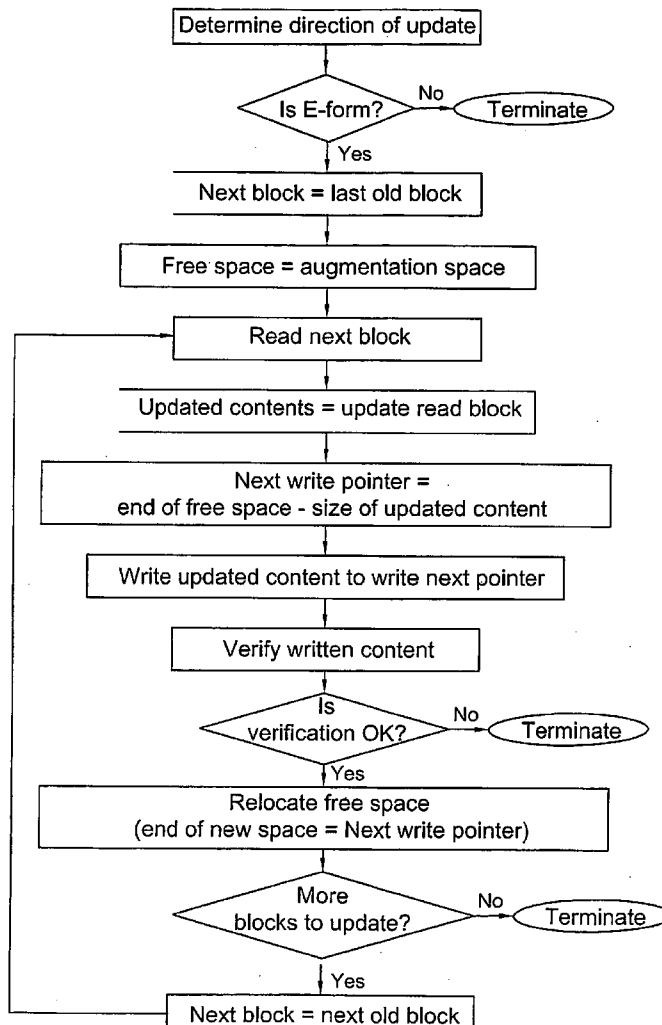 Determine direction of update
Is E-form?
No
Terminate
Yes
Next block = last old block
Free space = augmentation space
Read next block
Updated contents = update read block
Next write pointer =
end of free space - size of updated content
Write updated content to write next pointer
Verify written content
Is
verification OK?
No
Terminate
Yes
Relocate free space
(end of new space = Next write pointer)
More
blocks to update?
No
Terminate
Yes
Next block = next old block